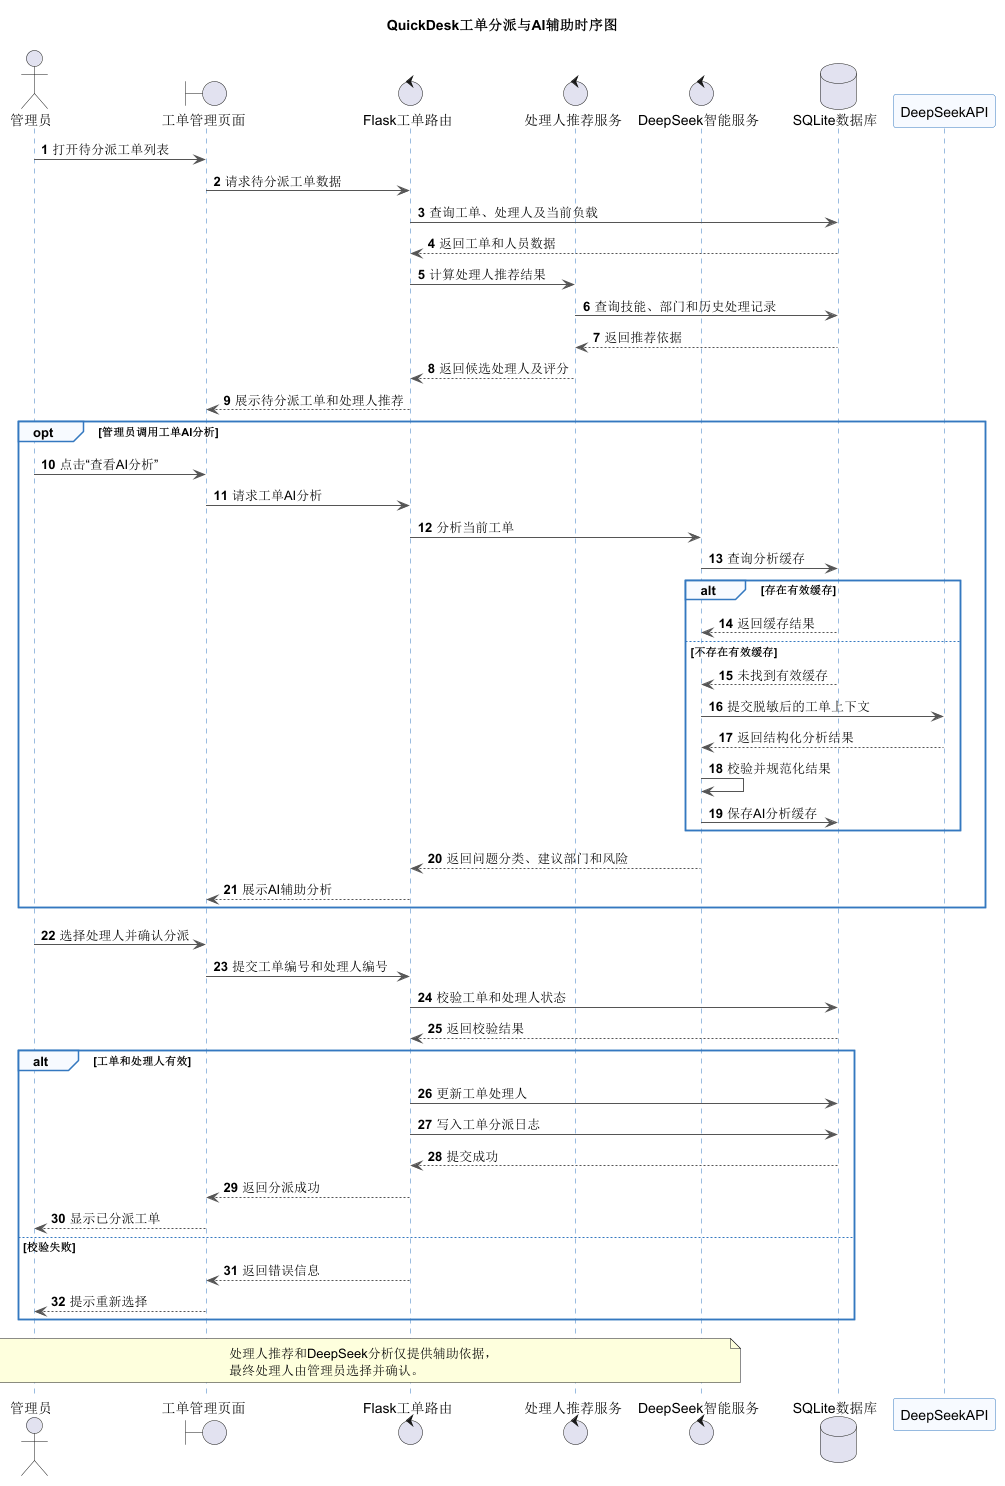 QuickDesk工单分派与AI辅助时序图
管理员
工单管理页面
Flask工单路由
处理人推荐服务
DeepSeek智能服务
SQLite数据库
DeepSeekAPI
1 打开待分派工单列表
2 请求待分派工单数据
3 查询工单、处理人及当前负载
4 返回工单和人员数据
5 计算处理人推荐结果
6 查询技能、部门和历史处理记录
7 返回推荐依据
8 返回候选处理人及评分
9 展示待分派工单和处理人推荐
opt [管理员调用工单AI分析]
10 点击“查看AI分析”
11 请求工单AI分析
12 分析当前工单
13 查询分析缓存
alt [存在有效缓存]
14 返回缓存结果
[不存在有效缓存]
15 未找到有效缓存
16 提交脱敏后的工单上下文
17 返回结构化分析结果
18 校验并规范化结果
19 保存AI分析缓存
20 返回问题分类、建议部门和风险
21 展示AI辅助分析
22 选择处理人并确认分派
23 提交工单编号和处理人编号
24 校验工单和处理人状态
25 返回校验结果
alt [工单和处理人有效]
26 更新工单处理人
27 写入工单分派日志
28 提交成功
29 返回分派成功
30 显示已分派工单
[校验失败]
31 返回错误信息
32 提示重新选择
处理人推荐和DeepSeek分析仅提供辅助依据，
最终处理人由管理员选择并确认。
管理员
工单管理页面
Flask工单路由
处理人推荐服务
DeepSeek智能服务
SQLite数据库
DeepSeekAPI